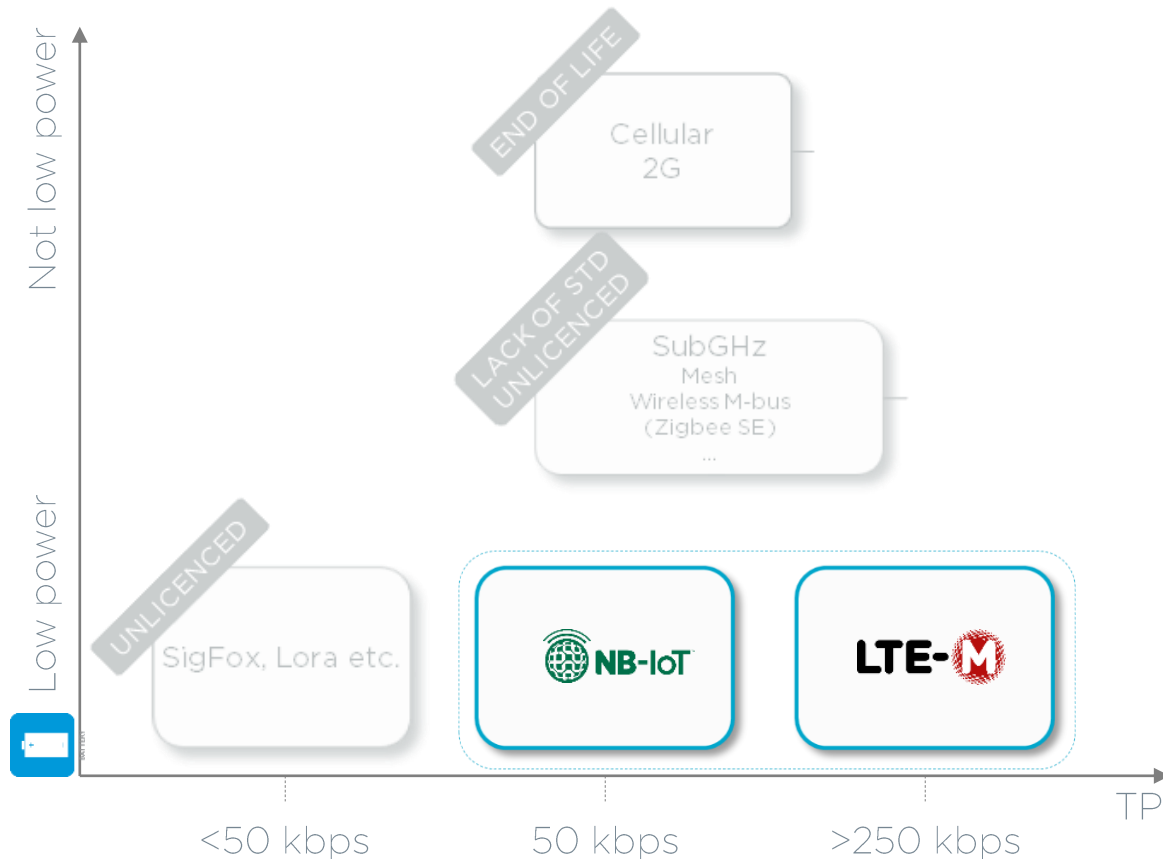 Not low power
END OF LIFE
Cellular
2G
LACK OF STD
UNLICENCED
SubGHz
Mesh
Wireless M-bus
(Zigbee SE)
...
Low power
UNLICENCED
SigFox, Lora etc.
NB-IoT
LTE-M
TP
<50 kbps
50 kbps
>250 kbps